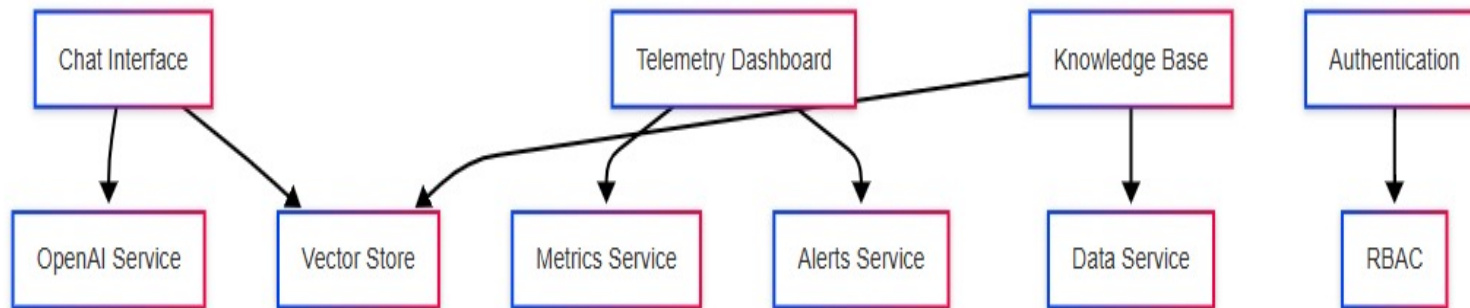 Chat Interface
Telemetry Dashboard
Knowledge Base
Authentication
OpenAI Service
Vector Store
Metrics Service
Alerts Service
Data Service
RBAC